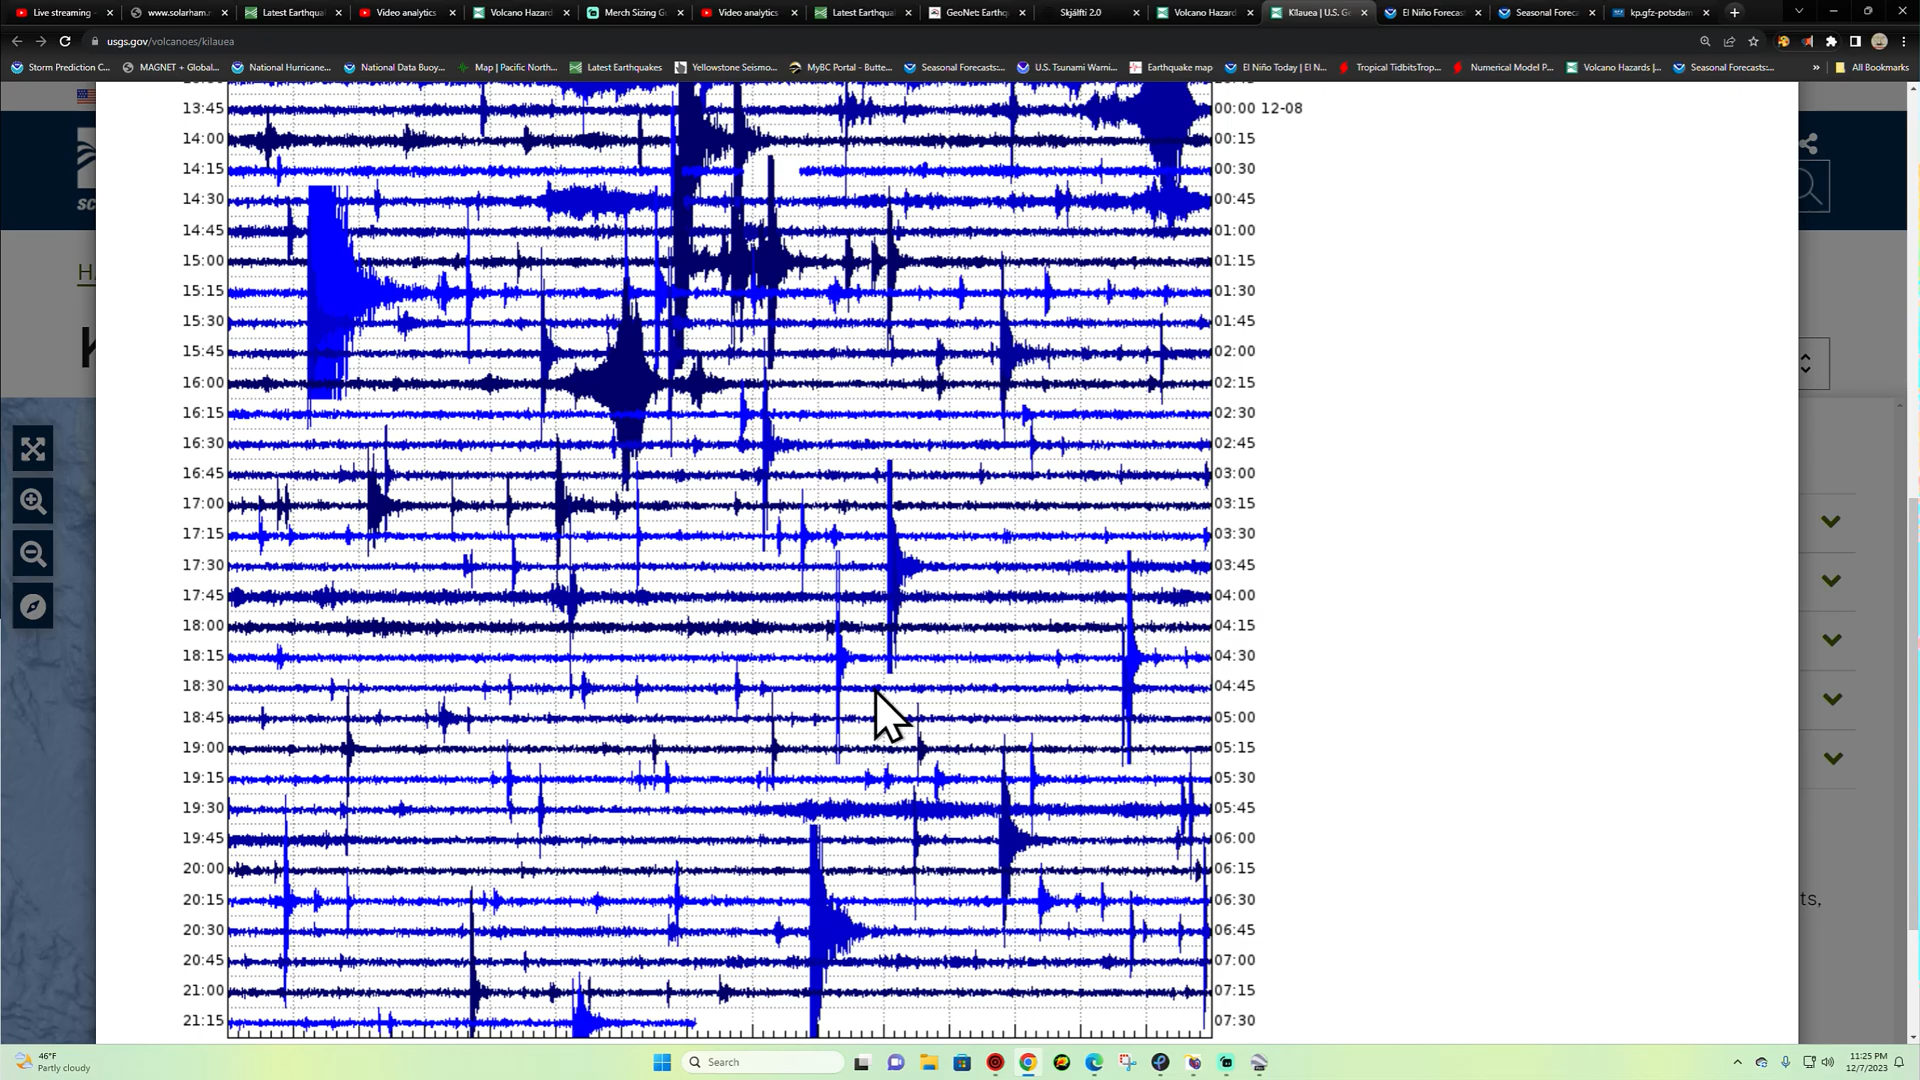 Live streaming
www.solarham.n
Latest Earthqua
Video analytics
Volcano Hazard
Merch Sizing G
Video analytics
Latest Earthqua
GeoNet: Earthq
Skjálfti 2.0
Volcano Hazard
Kīlauea | U.S. Ge
El Niño Forecas
Seasonal Forec
kp.gfz-potsdam
usgs.gov/volcanoes/kilauea
Storm Prediction C...
MAGNET + Global...
National Hurricane...
National Data Buoy...
Map | Pacific North...
Latest Earthquakes
Yellowstone Seismo...
MyBC Portal - Butte...
Seasonal Forecasts:...
U.S. Tsunami Warni...
Earthquake map
El Niño Today | El N...
Tropical TidbitsTrop...
Numerical Model P...
Volcano Hazards |...
Seasonal Forecasts:...
All Bookmarks
13:45 00:00 12-08
14:00 00:15
14:15 00:30
14:30 00:45
14:45 01:00
15:00 01:15
15:15 01:30
15:30 01:45
15:45 02:00
16:00 02:15
16:15 02:30
16:30 02:45
16:45 03:00
17:00 03:15
17:15 03:30
17:30 03:45
17:45 04:00
18:00 04:15
18:15 04:30
18:30 04:45
18:45 05:00
19:00 05:15
19:15 05:30
19:30 05:45
19:45 06:00
20:00 06:15
20:15 06:30
20:30 06:45
20:45 07:00
21:00 07:15
21:15 07:30
ts,
46°F
Partly cloudy
Search
11:25 PM
12/7/2023